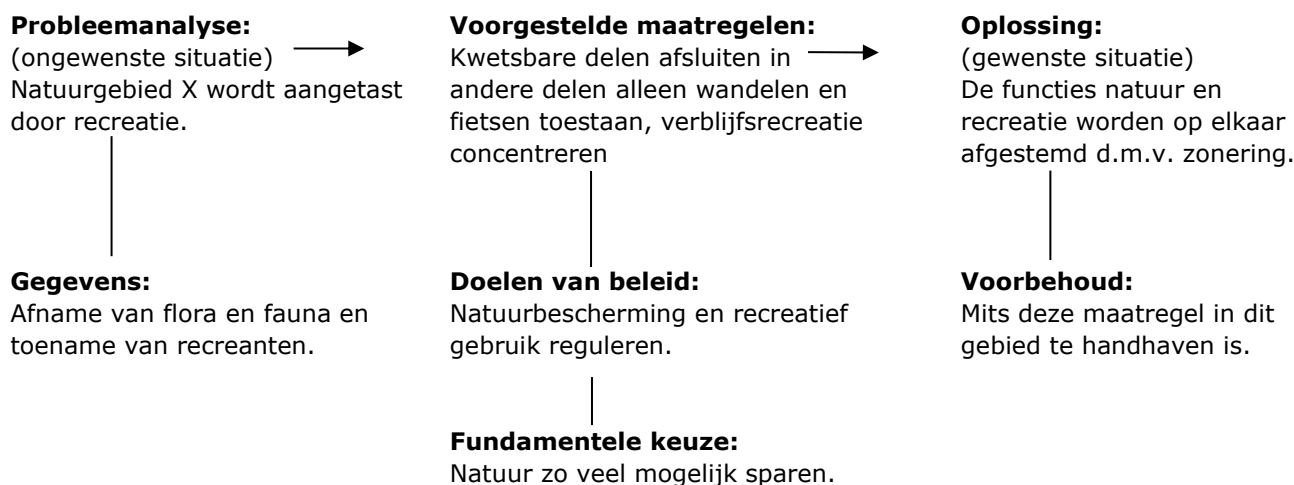 Probleemanalyse:
(ongewenste situatie)
Natuurgebied X wordt aangetast
door recreatie.
Voorgestelde maatregelen:
Kwetsbare delen afsluiten in
andere delen alleen wandelen en
fietsen toestaan, verblijfsrecreatie
concentreren
Oplossing:
(gewenste situatie)
De functies natuur en
recreatie worden op elkaar
afgestemd d.m.v. zonering.
Gegevens:
Afname van flora en fauna en
toename van recreanten.
Doelen van beleid:
Natuurbescherming en recreatief
gebruik reguleren.
Voorbehoud:
Mits deze maatregel in dit
gebied te handhaven is.
Fundamentele keuze:
Natuur zo veel mogelijk sparen.